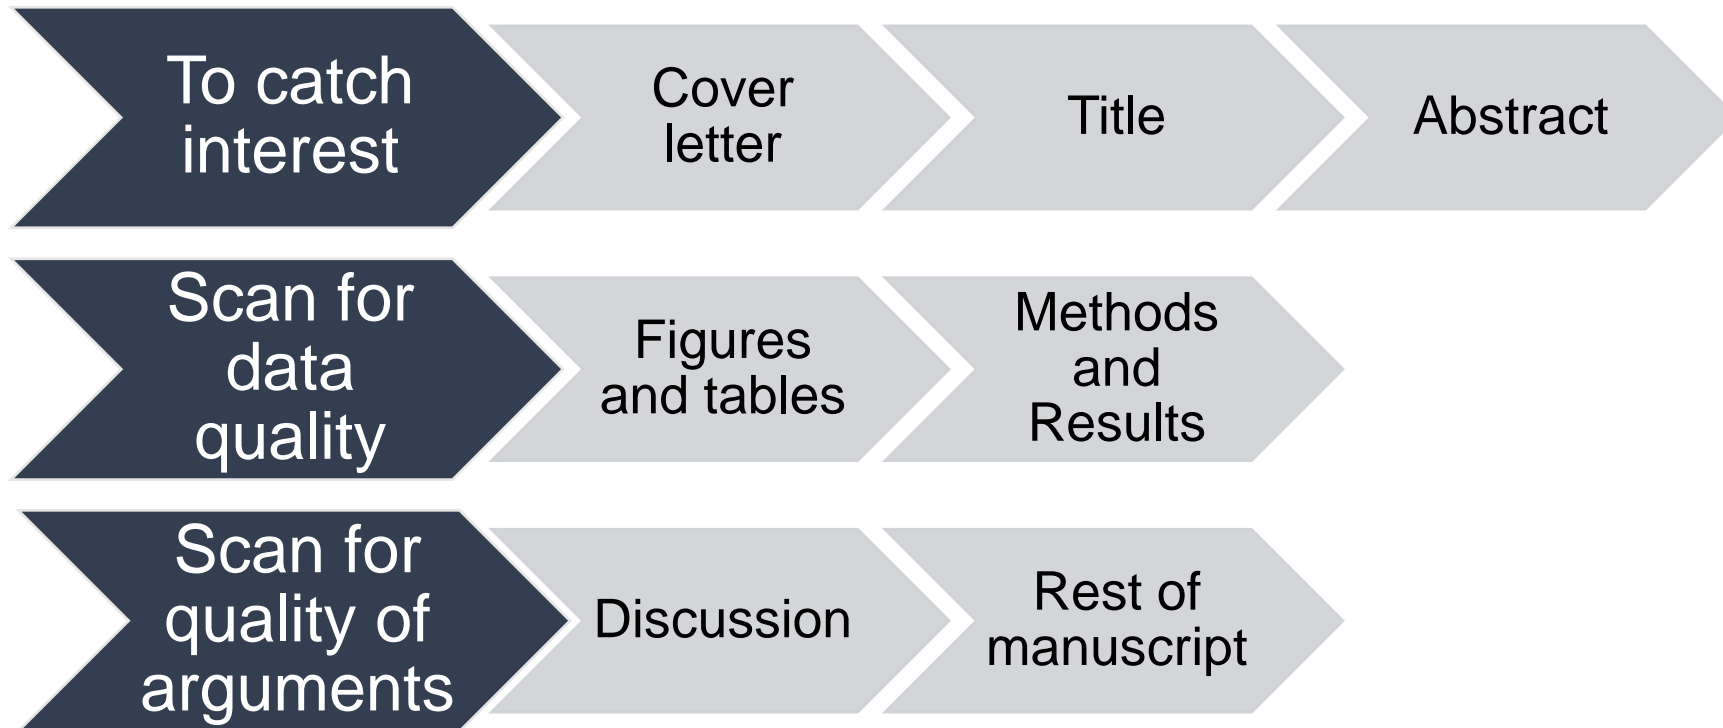 To catch
interest
Cover
letter
Title
Abstract
Scan for
data
quality
Figures
and tables
Methods
and
Results
Scan for
quality of
arguments
Discussion
Rest of
manuscript